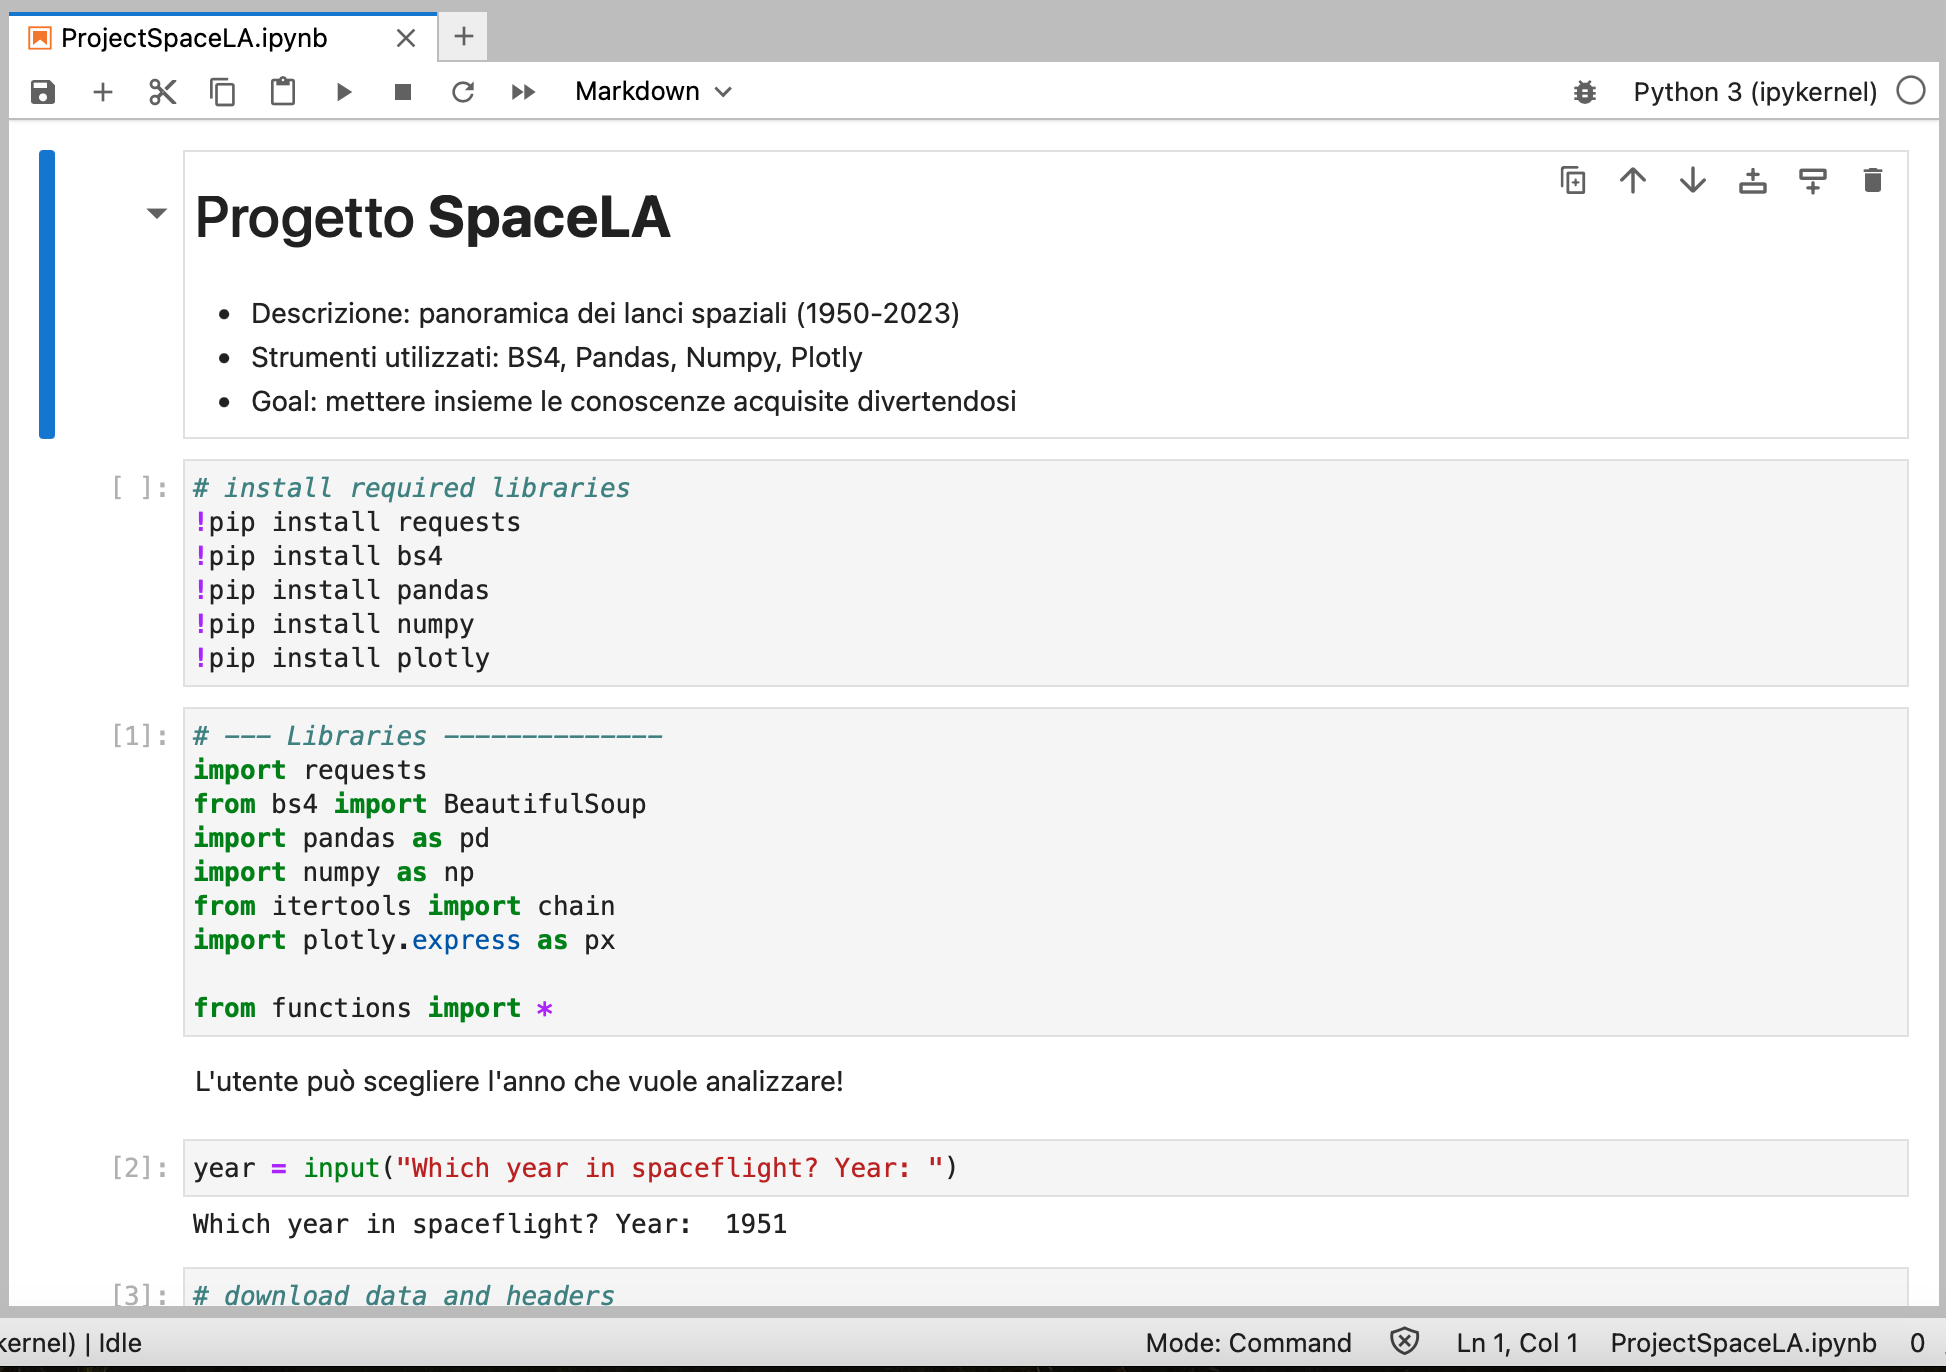 ProjectSpaceLA.ipynb
Markdown
Python 3 (ipykernel)
Progetto SpaceLA
• Descrizione: panoramica dei lanci spaziali (1950-2023)
• Strumenti utilizzati: BS4, Pandas, Numpy, Plotly
• Goal: mettere insieme le conoscenze acquisite divertendosi
[ ]: # install required libraries
!pip install requests
!pip install bs4
!pip install pandas
!pip install numpy
!pip install plotly
[1]: # --- Libraries --------------
import requests
from bs4 import BeautifulSoup
import pandas as pd
import numpy as np
from itertools import chain
import plotly.express as px
from functions import *
L'utente può scegliere l'anno che vuole analizzare!
[2]: year = input("Which year in spaceflight? Year: ")
Which year in spaceflight? Year:  1951
[3]: # download data and headers
kernel) | Idle
Mode: Command
Ln 1, Col 1
ProjectSpaceLA.ipynb
0